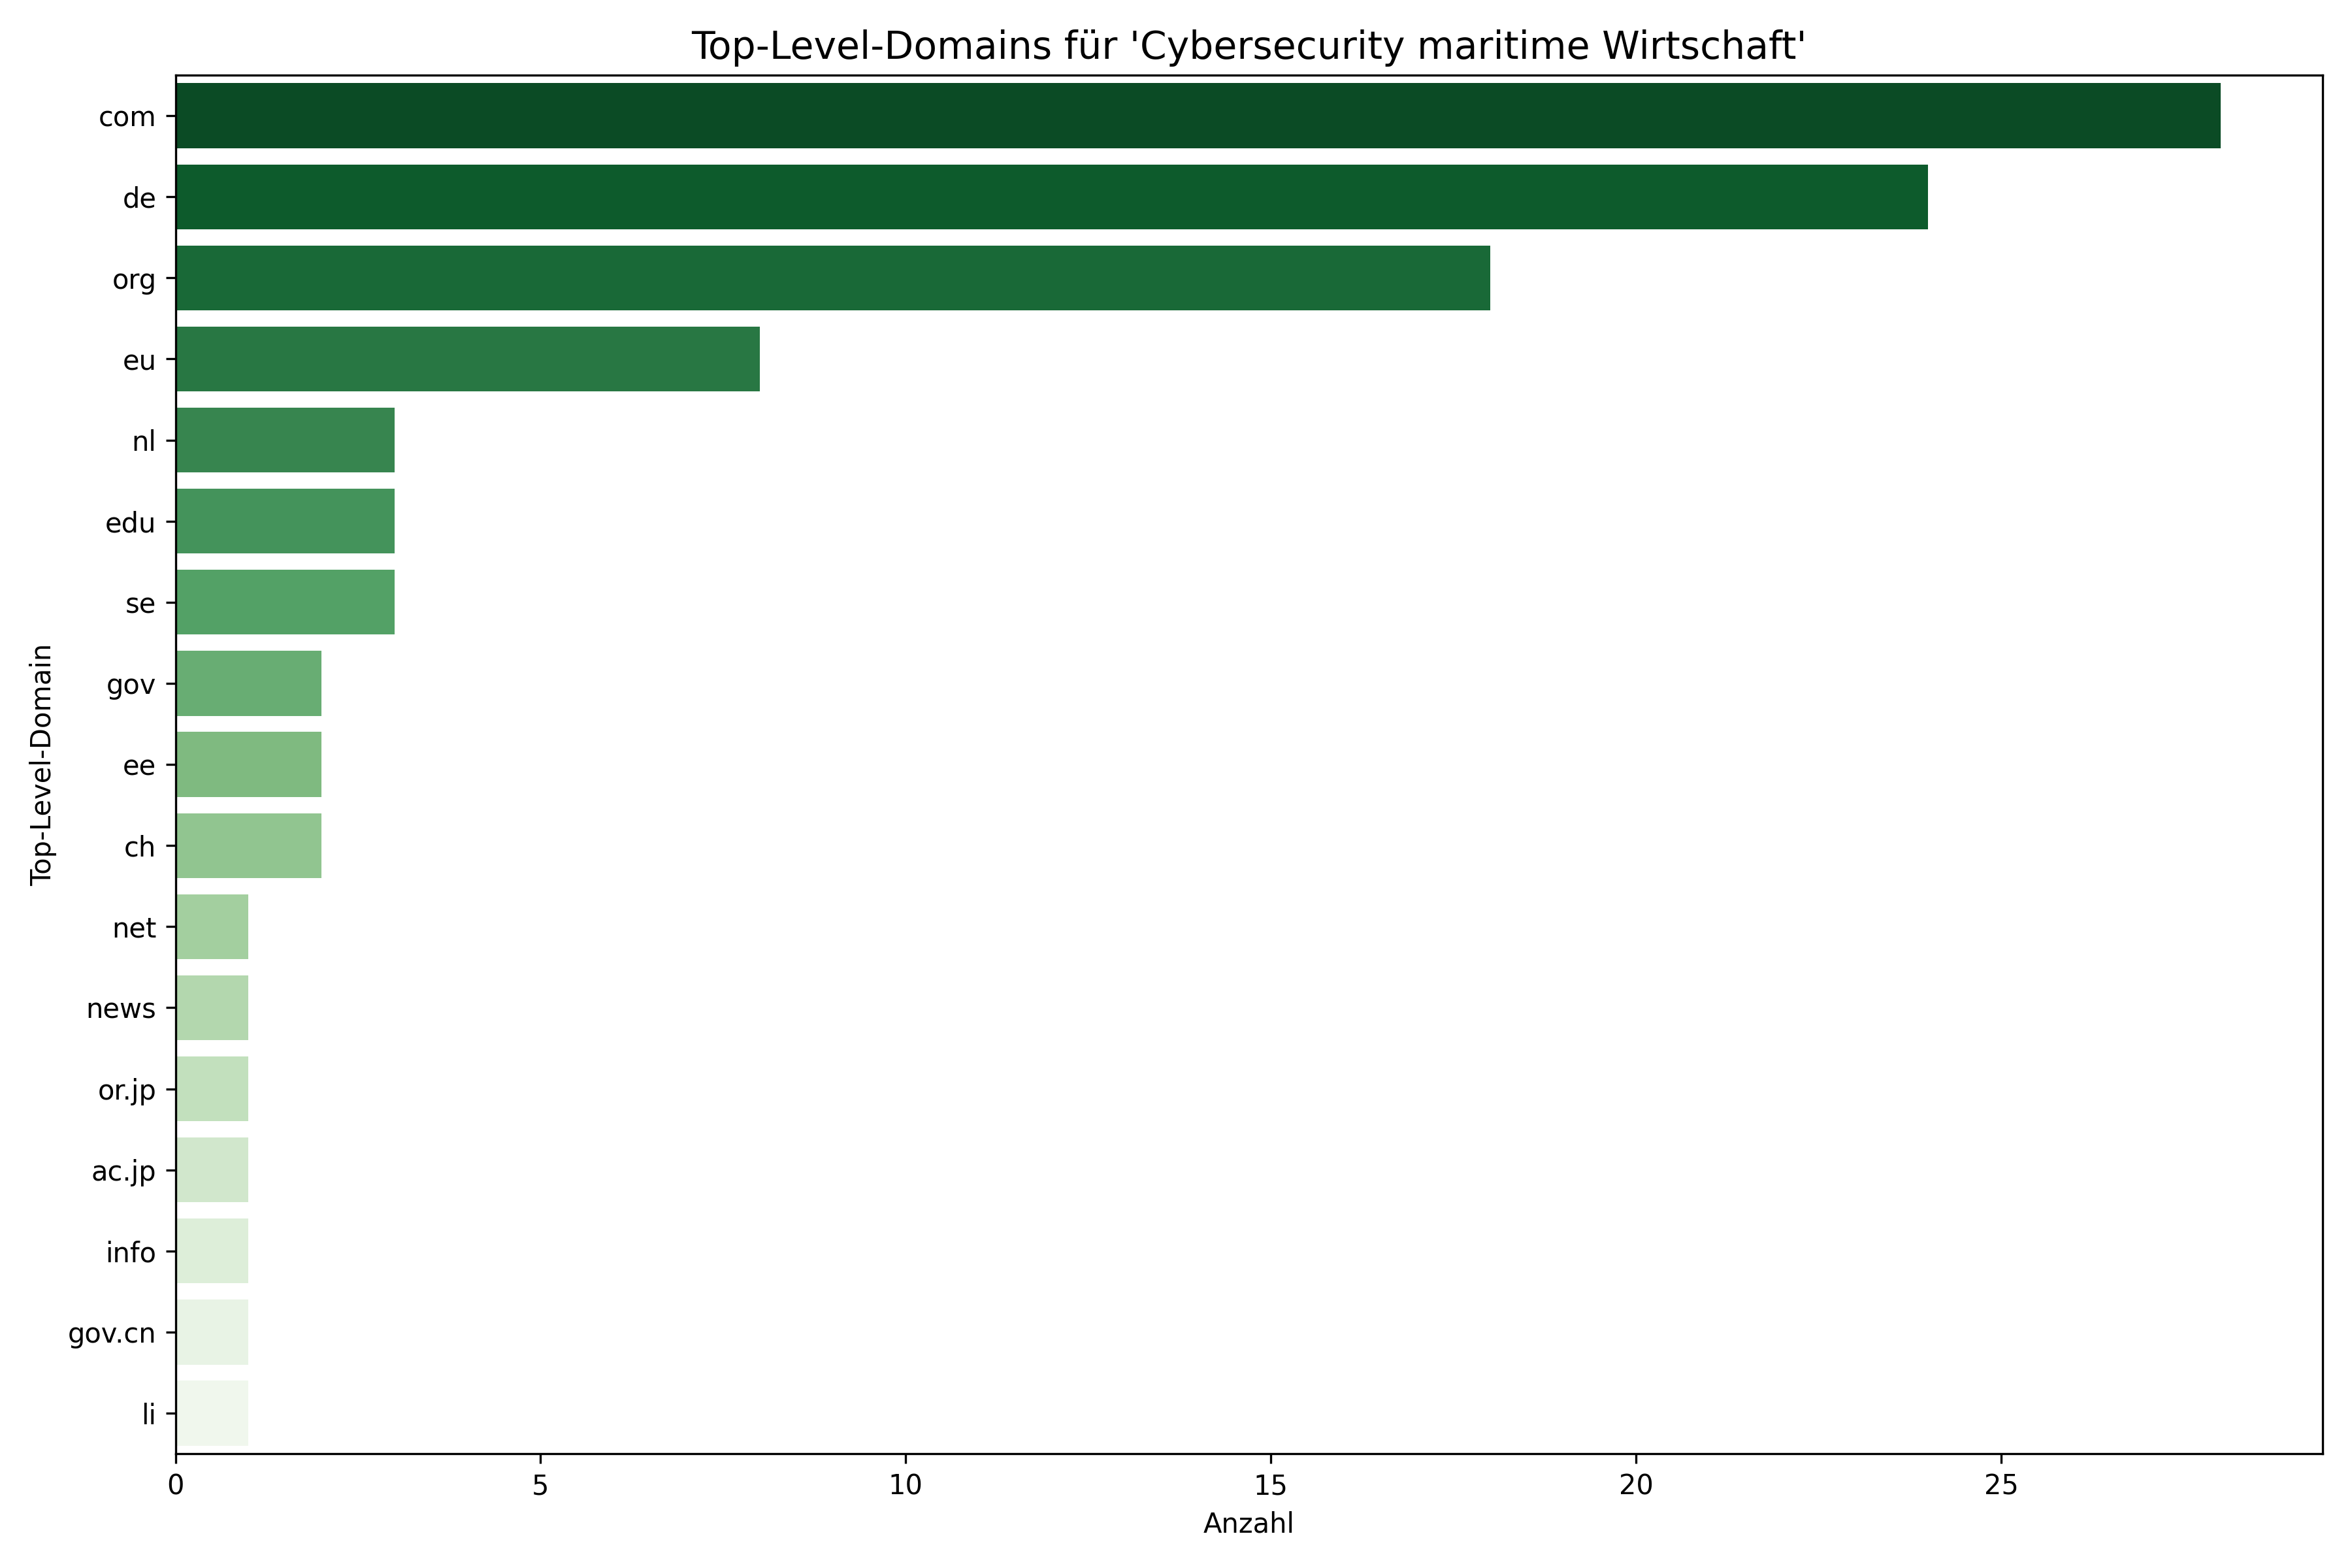 Top-Level-Domains für 'Cybersecurity maritime Wirtschaft'
Top-Level-Domain
com
de
org
eu
nl
edu
se
gov
ee
ch
net
news
or.jp
ac.jp
info
gov.cn
li
0 5 10 15 20 25
Anzahl